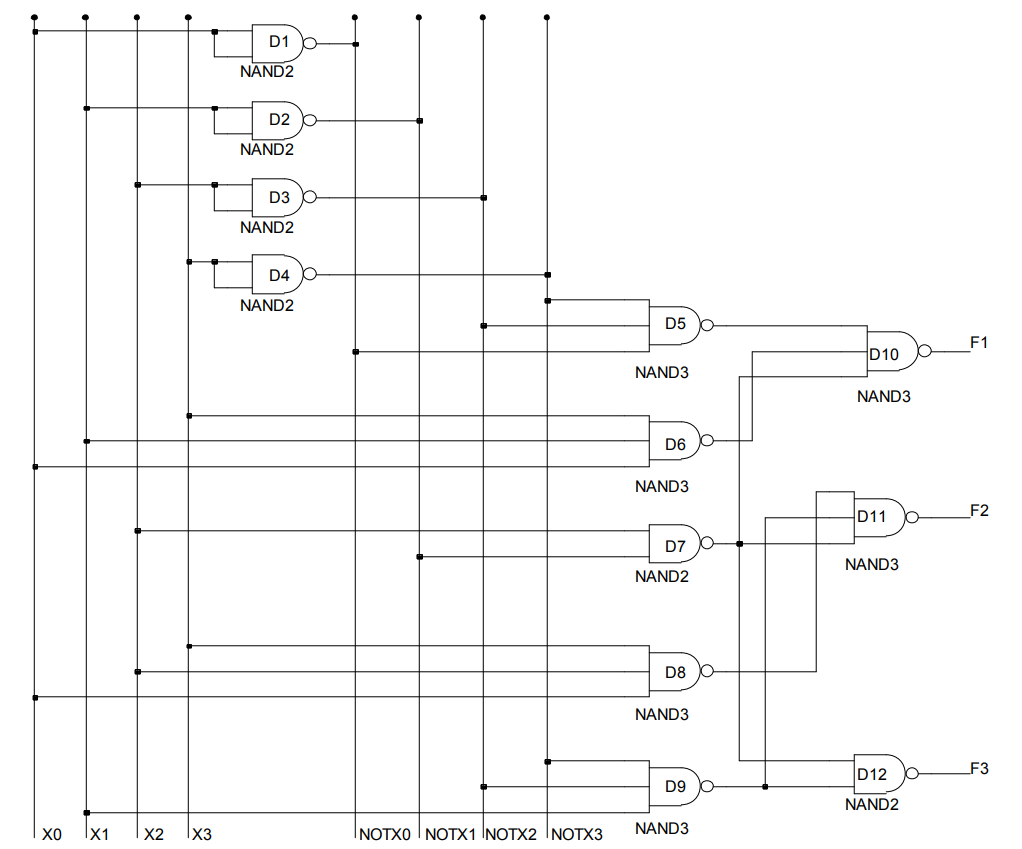 D1
NAND2
D2
NAND2
D3
NAND2
D4
NAND2
D5
NAND3
D10
F1
NAND3
D6
NAND3
D11
F2
NAND3
D7
NAND2
D8
NAND3
D9
NAND3
D12
F3
NAND2
X0 X1 X2 X3 NOTX0 NOTX1 NOTX2 NOTX3